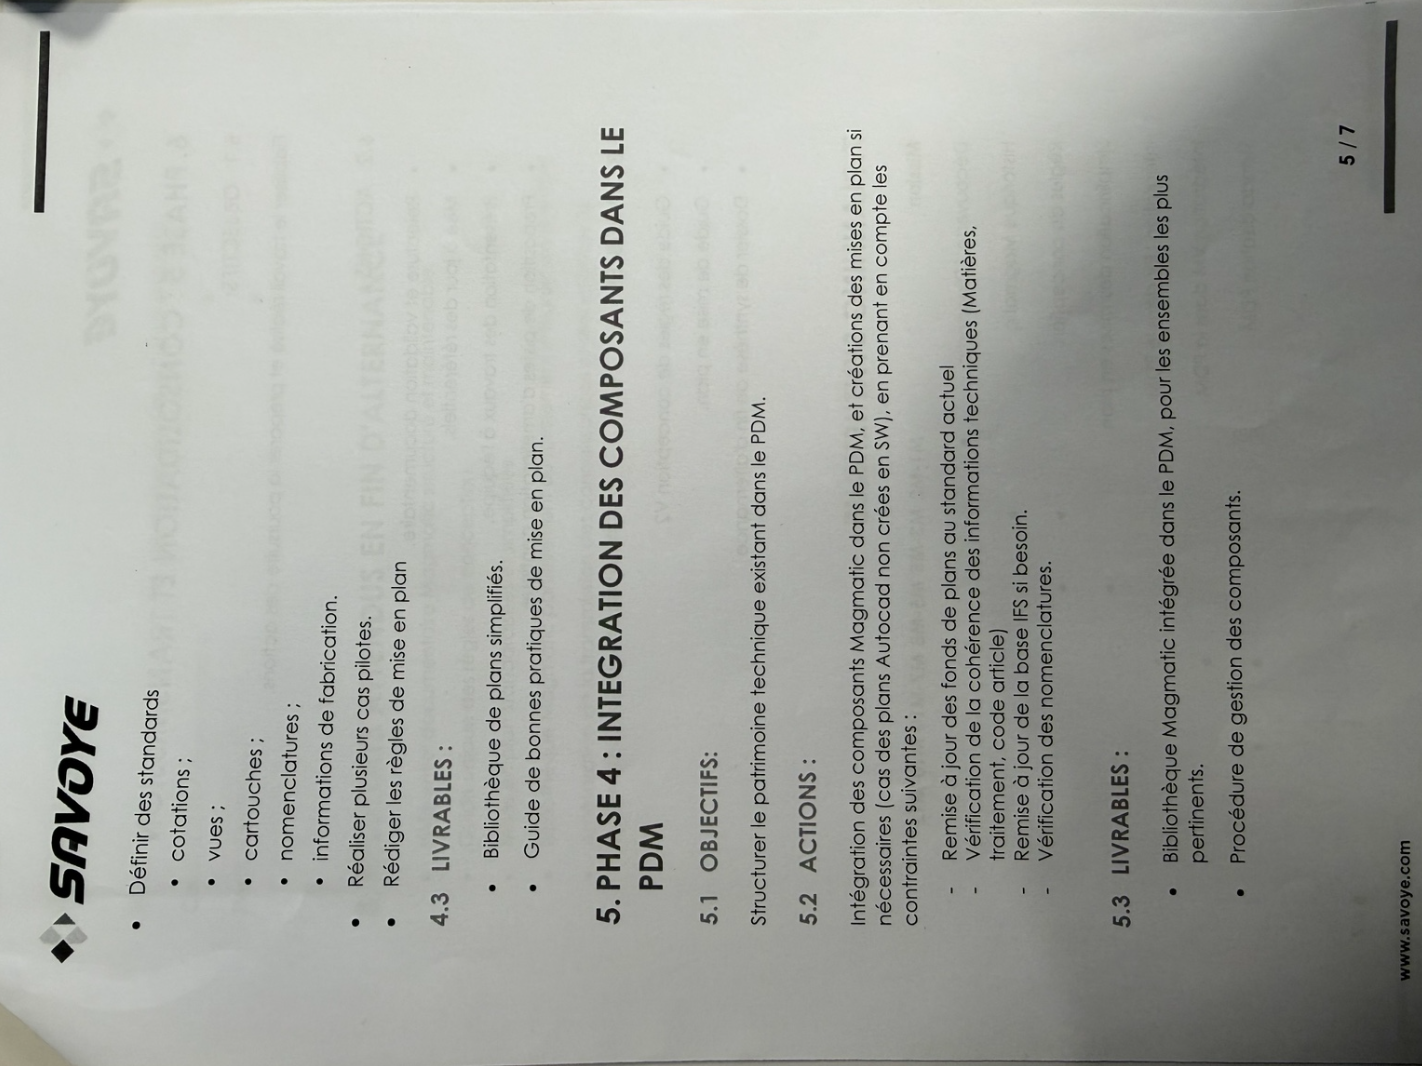 SAVOYE
• Définir des standards
• cotations ;
• vues ;
• cartouches ;
• nomenclatures ;
• informations de fabrication.
• Réaliser plusieurs cas pilotes.
• Rédiger les règles de mise en plan
4.3 LIVRABLES :
• Bibliothèque de plans simplifiés.
• Guide de bonnes pratiques de mise en plan.
5. PHASE 4 : INTEGRATION DES COMPOSANTS DANS LE
PDM
5.1 OBJECTIFS:
Structurer le patrimoine technique existant dans le PDM.
5.2 ACTIONS :
Intégration des composants Magmatic dans le PDM, et créations des mises en plan si
nécessaires (cas des plans Autocad non crées en SW), en prenant en compte les
contraintes suivantes :
- Remise à jour des fonds de plans au standard actuel
- Vérification de la cohérence des informations techniques (Matières,
traitement, code article)
- Remise à jour de la base IFS si besoin.
- Vérification des nomenclatures.
5.3 LIVRABLES :
• Bibliothèque Magmatic intégrée dans le PDM, pour les ensembles les plus
pertinents.
• Procédure de gestion des composants.
5 / 7
www.savoye.com